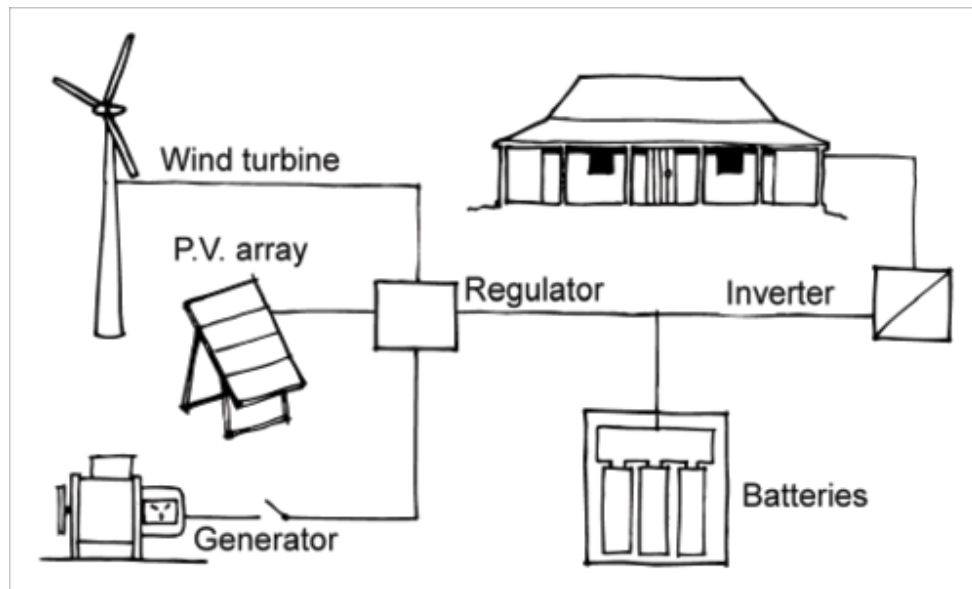 Wind turbine
P.V. array
Regulator
Inverter
Generator
Batteries